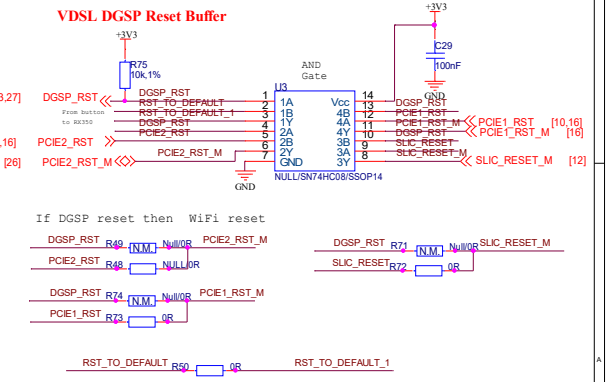 VDSL DGSP Reset Buffer
+3V3
+3V3
R75
10k,1%
AND
Gate
C29
100nF
GND
U3
3,27]
DGSP_RST
DGSP_RST
1
1A
Vcc
14
RST_TO_DEFAULT
2
1B
4B
13
DGSP_RST
From button
to RX350
RST_TO_DEFAULT_1
3
1Y
4A
12
PCIE1_RST
PCIE1_RST
[10,16]
DGSP_RST
4
2A
4Y
11
PCIE1_RST_M
PCIE1_RST_M
[16]
,16]
PCIE2_RST
PCIE2_RST
5
2B
3B
10
DGSP_RST
[26]
PCIE2_RST_M
PCIE2_RST_M
6
2Y
3A
9
SLIC_RESET
7
GND
3Y
8
SLIC_RESET_M
SLIC_RESET_M
[12]
GND
NULL/SN74HC08/SSOP14
If DGSP reset then WiFi reset
DGSP_RST
R49
N.M.
Null/0R
PCIE2_RST_M
PCIE2_RST
R48
NULL/0R
DGSP_RST
R74
N.M.
Null/0R
PCIE1_RST_M
PCIE1_RST
R73
0R
DGSP_RST
R71
N.M.
Null/0R
SLIC_RESET_M
SLIC_RESET
R72
0R
RST_TO_DEFAULT
R50
0R
RST_TO_DEFAULT_1
A